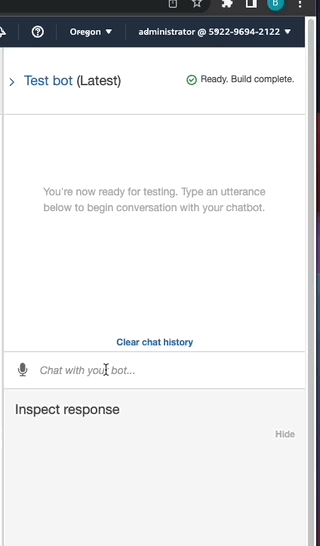 B
Oregon ▼ administrator @ 5922-9694-2122 ▼
> Test bot (Latest) Ready. Build complete.
You're now ready for testing. Type an utterance
below to begin conversation with your chatbot.
Clear chat history
Chat with your bot...
Inspect response
Hide